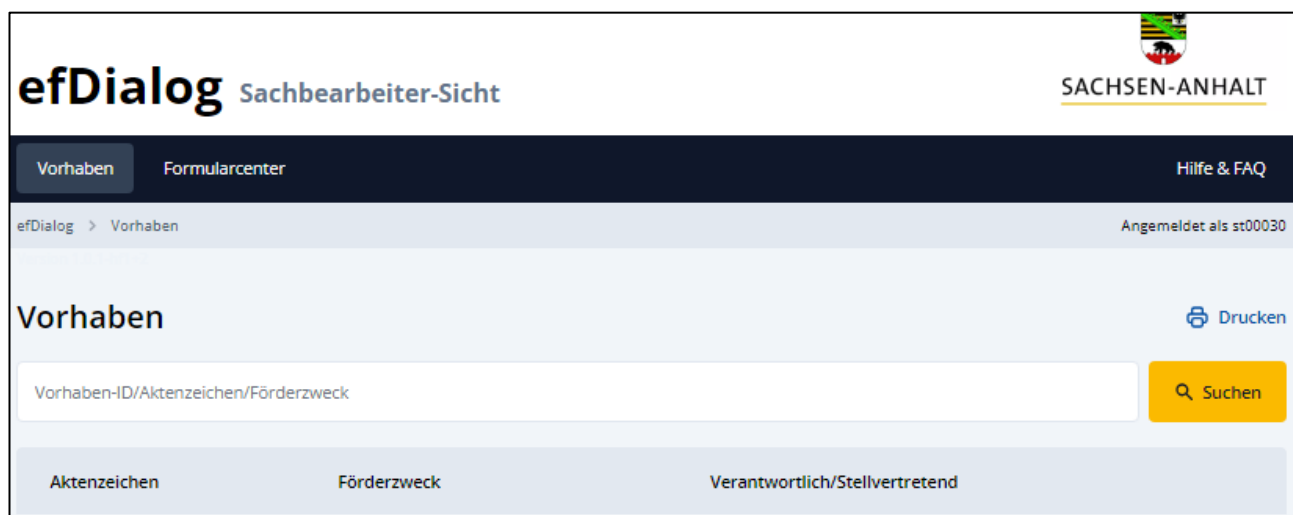 efDialog Sachbearbeiter-Sicht
SACHSEN-ANHALT
Vorhaben Formularcenter Hilfe & FAQ
efDialog > Vorhaben Angemeldet als st00030
Vorhaben Drucken
Vorhaben-ID/Aktenzeichen/Förderzweck Suchen
Aktenzeichen Förderzweck Verantwortlich/Stellvertretend